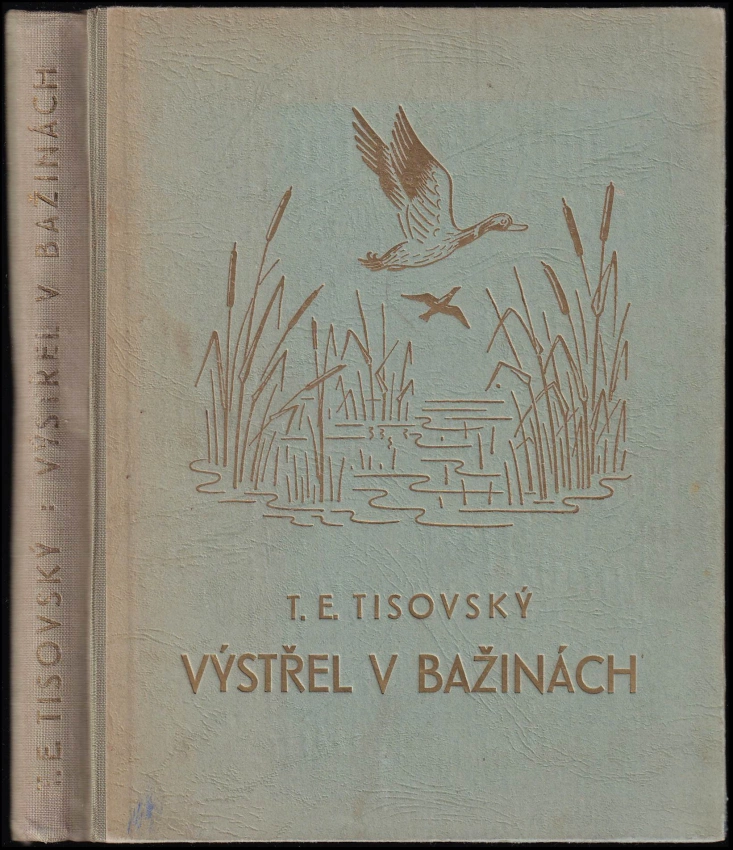 T. E. TISOVSKÝ : VÝSTŘEL V BAŽINÁCH
T. E. TISOVSKÝ
VÝSTŘEL V BAŽINÁCH